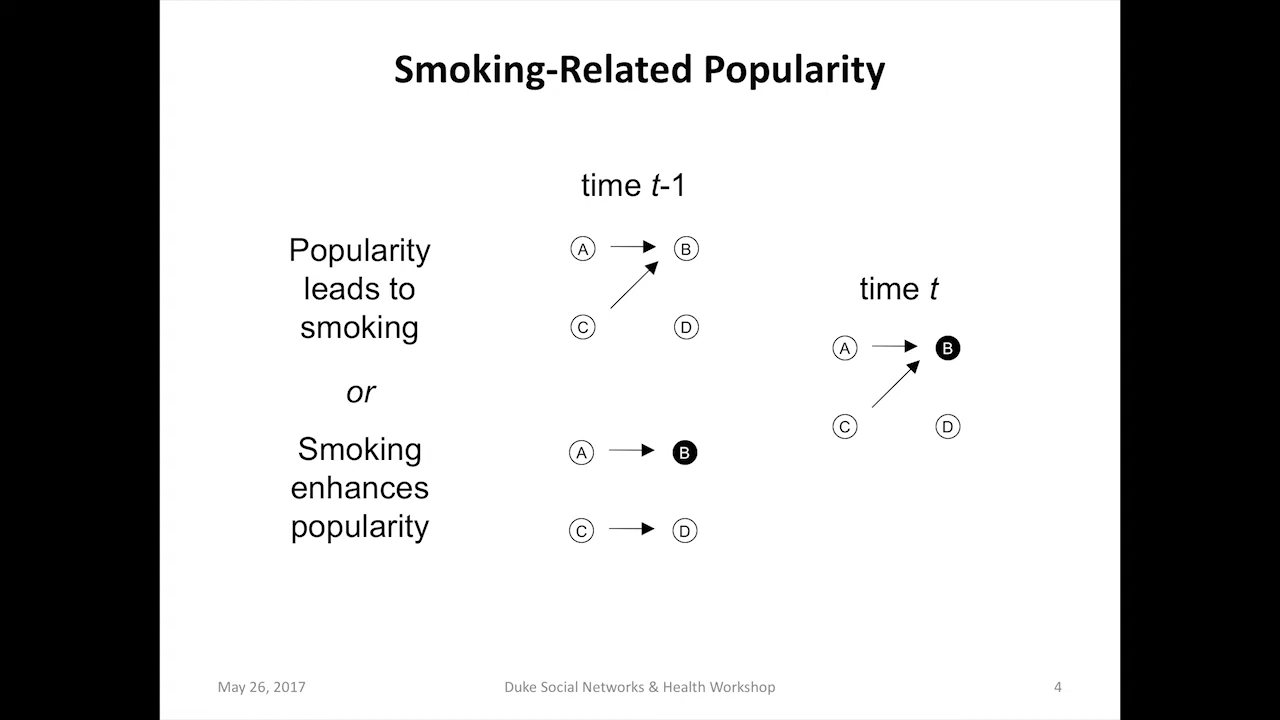 Smoking-Related Popularity
time t-1
Popularity
leads to
smoking
A B
C D
or
Smoking
enhances
popularity
A B
C D
time t
A B
C D
May 26, 2017
Duke Social Networks & Health Workshop
4